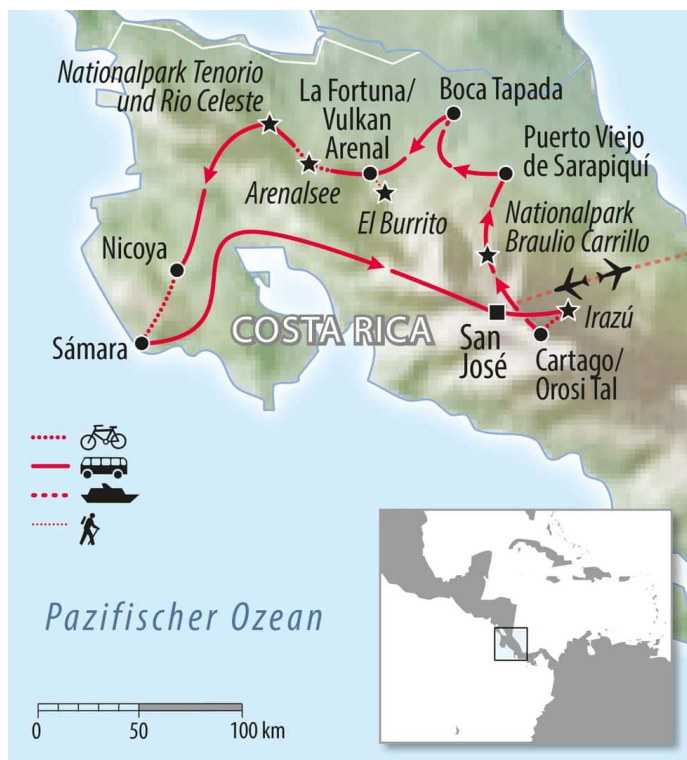 Nationalpark Tenorio
und Rio Celeste
La Fortuna/
Vulkan
Arenal
Boca Tapada
Puerto Viejo
de Sarapiquí
Arenalsee
El Burrito
Nationalpark
Braulio Carrillo
Nicoya
COSTA RICA
San
José
Irazú
Sámara
Cartago/
Orosi Tal
Pazifischer Ozean
0
50
100 km